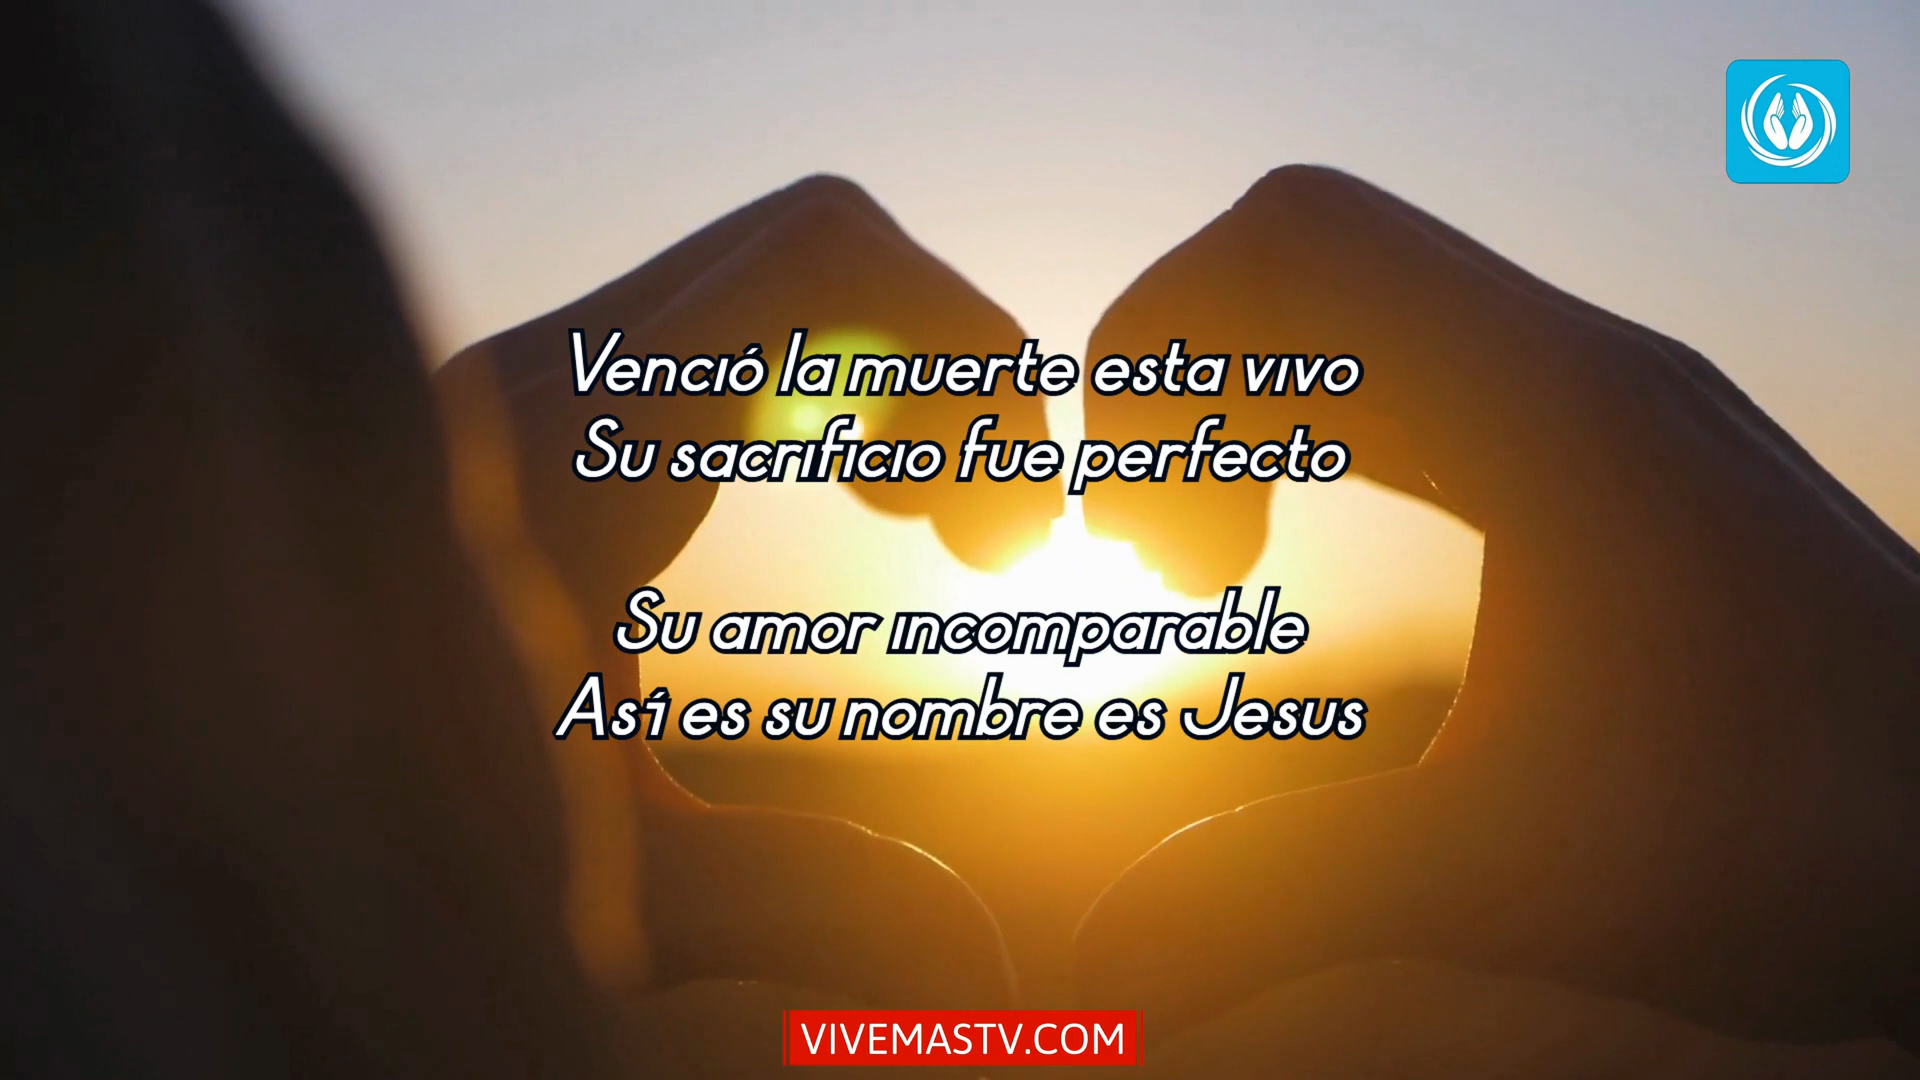 Venció la muerte esta vivo
Su sacrificio fue perfecto
Su amor incomparable
Así es su nombre es Jesus
VIVEMASTV.COM